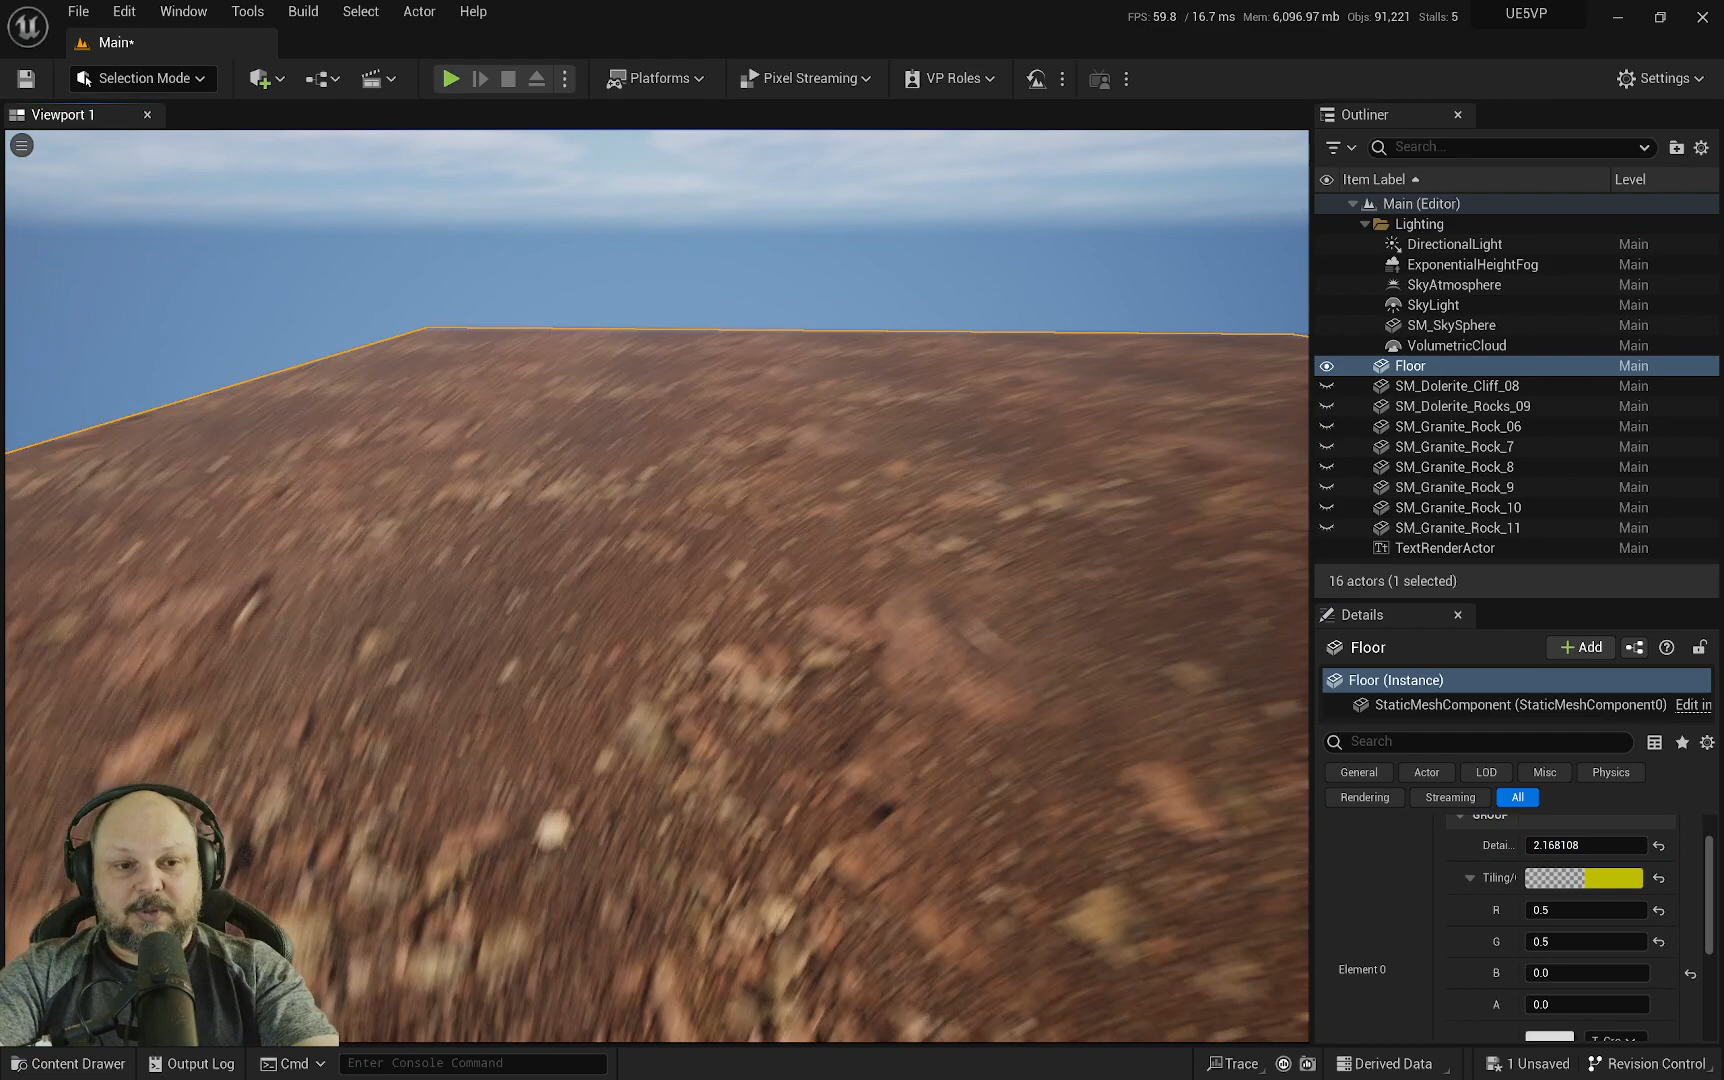 File Edit Window Tools Build Select Actor Help
FPS: 59.8 / 16.7 ms Mem: 6,096.97 mb Objs: 91,221 Stalls: 5
UE5VP
Main*
Selection Mode
Platforms
Pixel Streaming
VP Roles
Settings
Viewport 1
Outliner
Search...
Item Label Level
Main (Editor)
Lighting
DirectionalLight Main
ExponentialHeightFog Main
SkyAtmosphere Main
SkyLight Main
SM_SkySphere Main
VolumetricCloud Main
Floor Main
SM_Dolerite_Cliff_08 Main
SM_Dolerite_Rocks_09 Main
SM_Granite_Rock_06 Main
SM_Granite_Rock_7 Main
SM_Granite_Rock_8 Main
SM_Granite_Rock_9 Main
SM_Granite_Rock_10 Main
SM_Granite_Rock_11 Main
Tt TextRenderActor Main
16 actors (1 selected)
Details
Floor
Add
Floor (Instance)
StaticMeshComponent (StaticMeshComponent0) Edit in
Search
General Actor LOD Misc Physics
Rendering Streaming All
GROUP
Detai... 2.168108
Tiling/
R 0.5
G 0.5
Element 0
B 0.0
A 0.0
Content Drawer
Output Log
Cmd
Enter Console Command
Trace
Derived Data
1 Unsaved
Revision Control